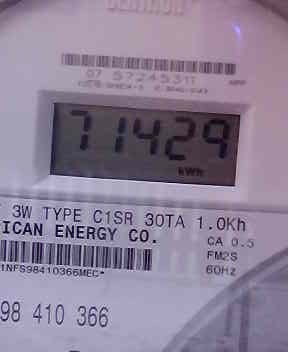 CENTRON
07 57245311
71429
kWh
3W TYPE C1SR 30TA 1.0Kh
ICAN ENERGY CO.
CA 0.5
FM2S
60HZ
1NFS98410366MEC*
98 410 366